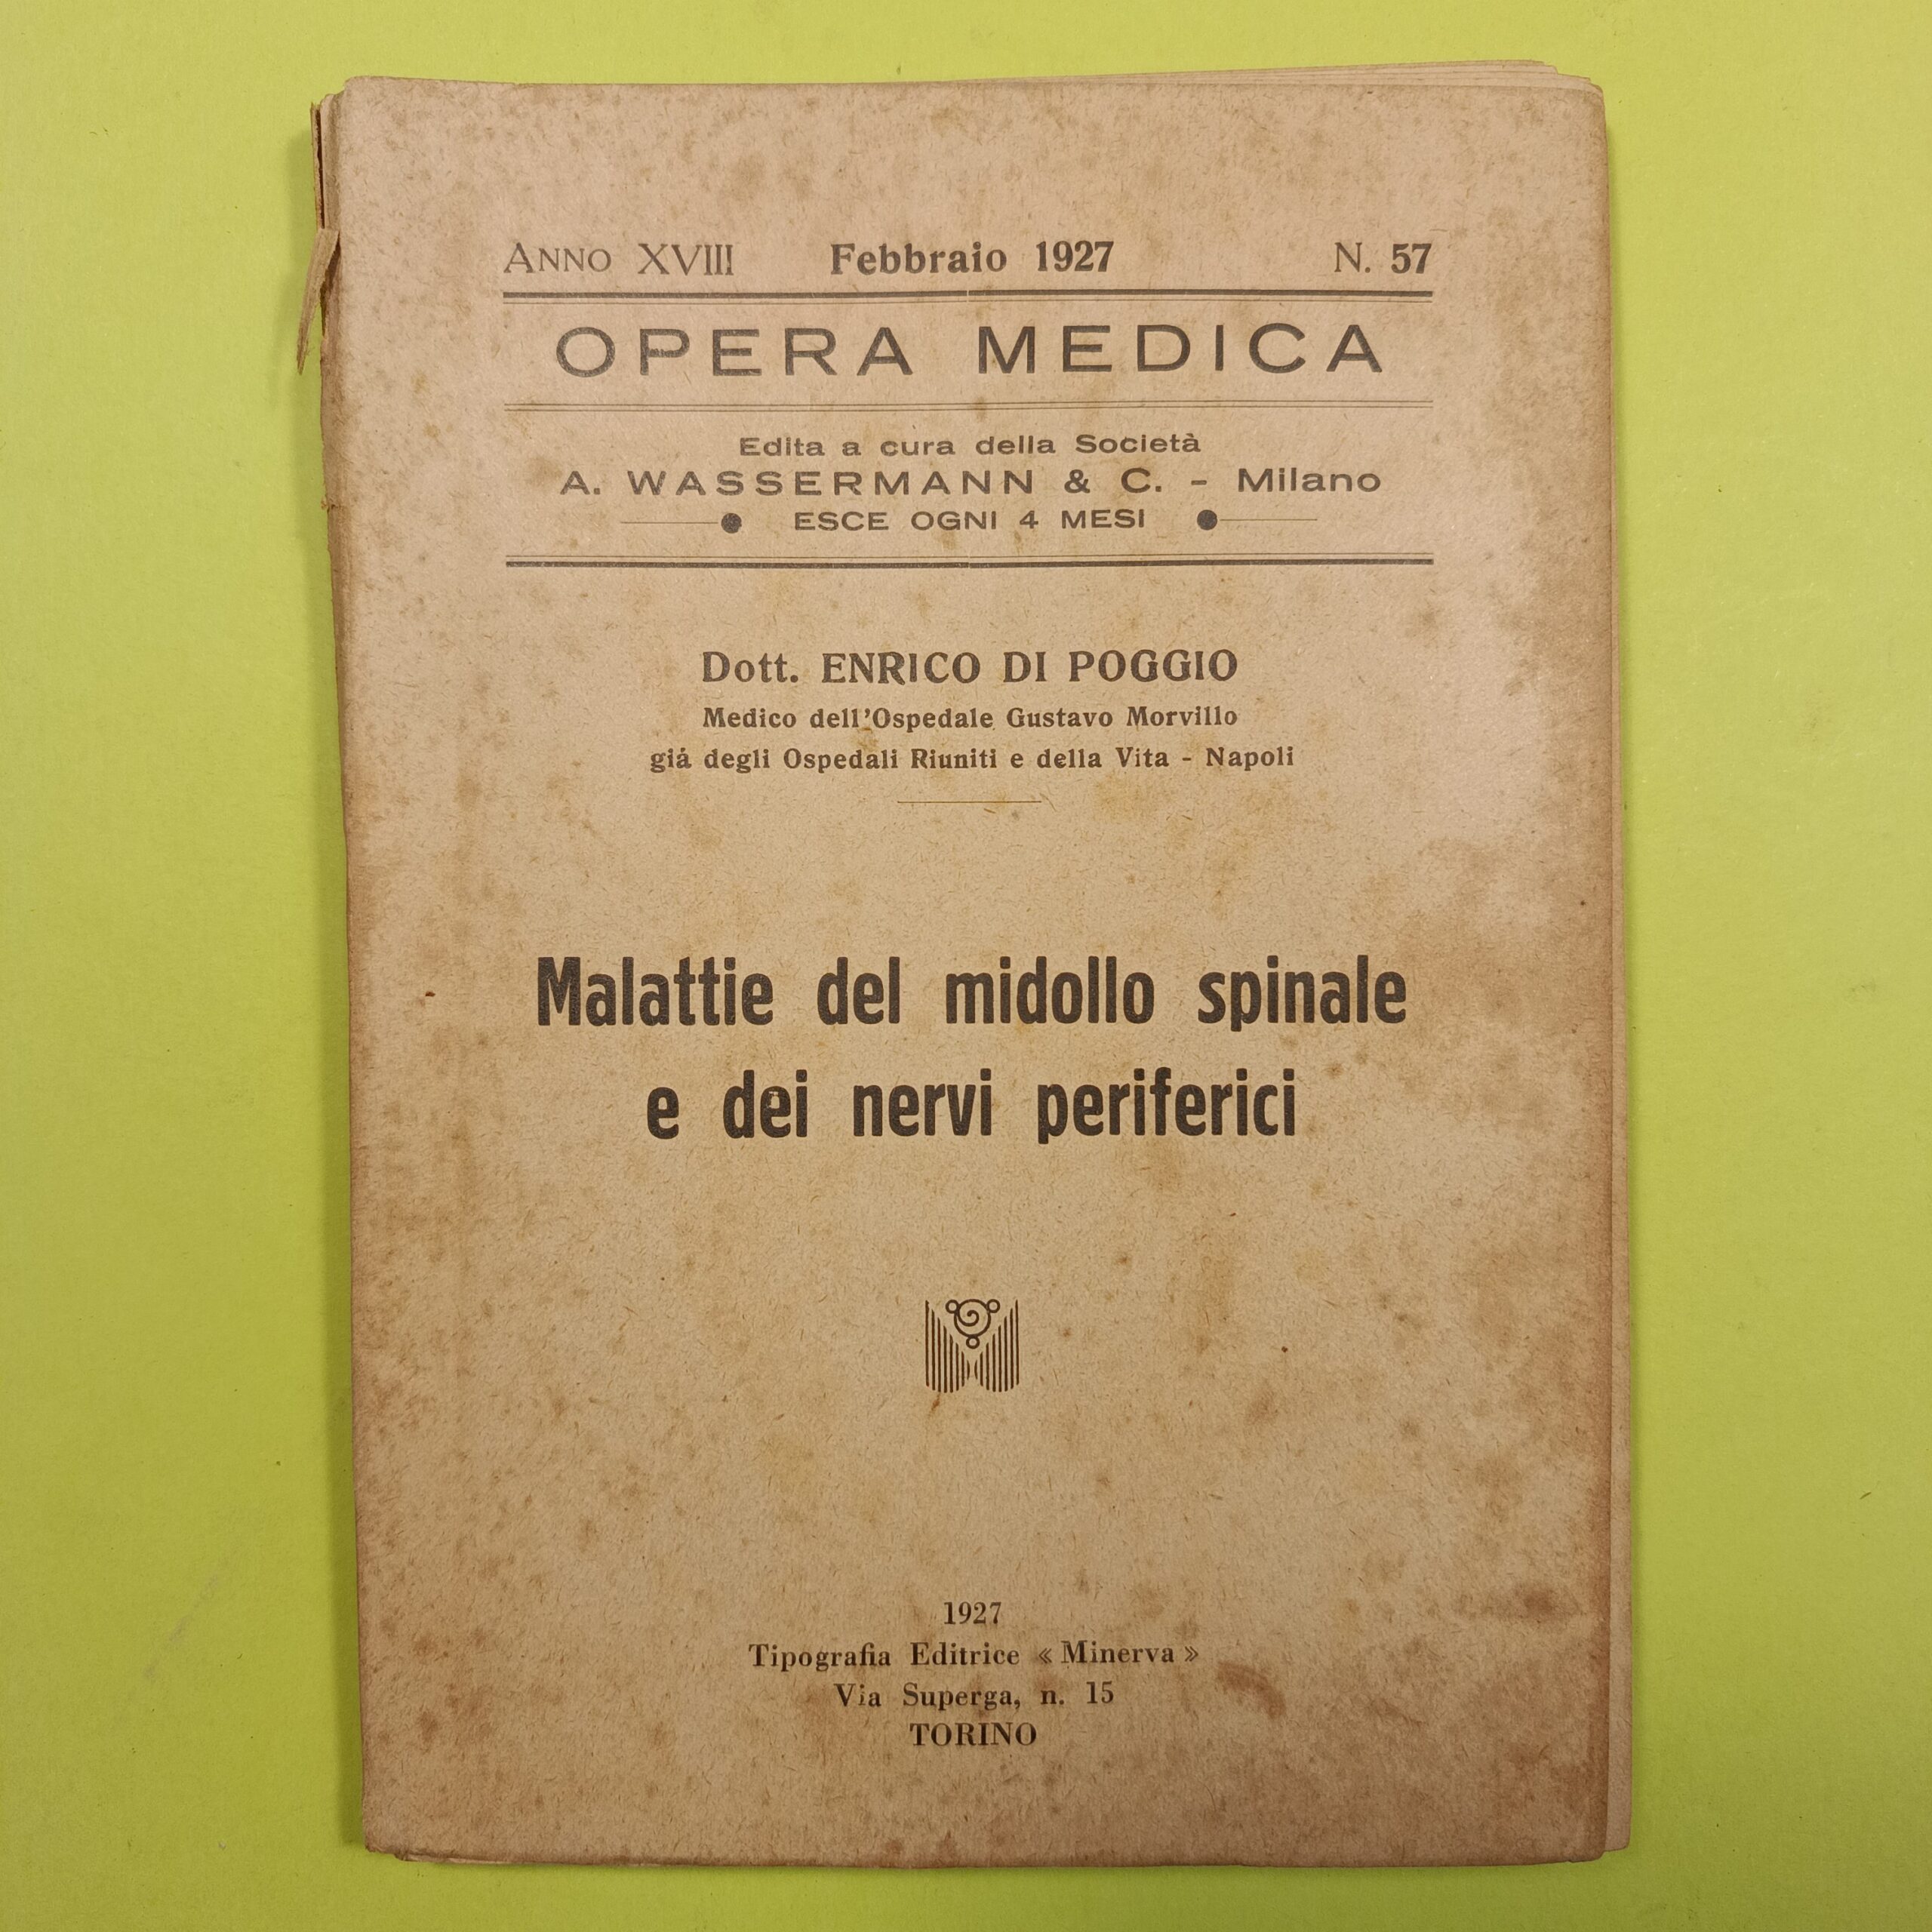 ANNO XVIII Febbraio 1927 N. 57
OPERA MEDICA
Edita a cura della Società
A. WASSERMANN & C. - Milano
ESCE OGNI 4 MESI
Dott. ENRICO DI POGGIO
Medico dell'Ospedale Gustavo Morvillo
già degli Ospedali Riuniti e della Vita - Napoli
Malattie del midollo spinale
e dei nervi periferici
1927
Tipografia Editrice « Minerva »
Via Superga, n. 15
TORINO